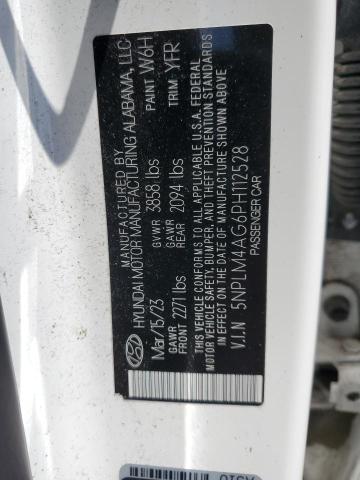 MANUFACTURED BY
HYUNDAI MOTOR MANUFACTURING ALABAMA, LLC
Mar/15/23 GVWR 3858 lbs PAINT W6H
GAWR FRONT 2271 lbs GAWR REAR 2094 lbs TRIM YFR
THIS VEHICLE CONFORMS TO ALL APPLICABLE U.S.A. FEDERAL
MOTOR VEHICLE SAFETY, BUMPER, AND THEFT PREVENTION STANDARDS
IN EFFECT ON THE DATE OF MANUFACTURE SHOWN ABOVE
V.I.N 5NPLM4AG6PH112528
PASSENGER CAR